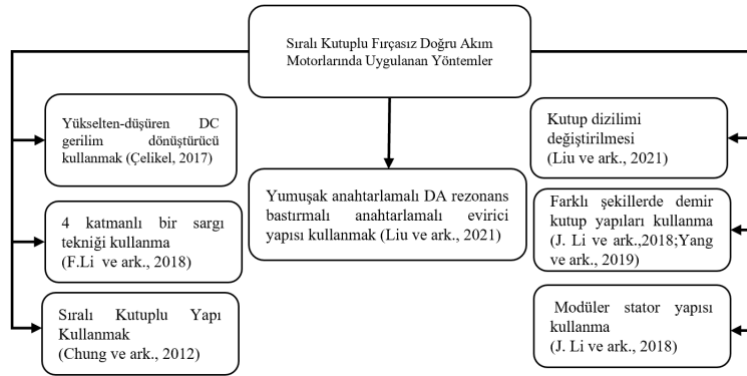 Sıralı Kutuplu Fırçasız Doğru Akım
Motorlarında Uygulanan Yöntemler
Yükselten-düşüren DC
gerilim dönüştürücü
kullanmak (Çelikel, 2017)
4 katmanlı bir sargı
tekniği kullanma
(F.Li ve ark., 2018)
Sıralı Kutuplu Yapı
Kullanmak
(Chung ve ark., 2012)
Yumuşak anahtarlamalı DA rezonans
bastırmalı anahtarlamalı evirici
yapısı kullanmak (Liu ve ark., 2021)
Kutup dizilimi
değiştirilmesi
(Liu ve ark., 2021)
Farklı şekillerde demir
kutup yapıları kullanma
(J. Li ve ark.,2018;Yang
ve ark., 2019)
Modüler stator yapısı
kullanma
(J. Li ve ark., 2018)